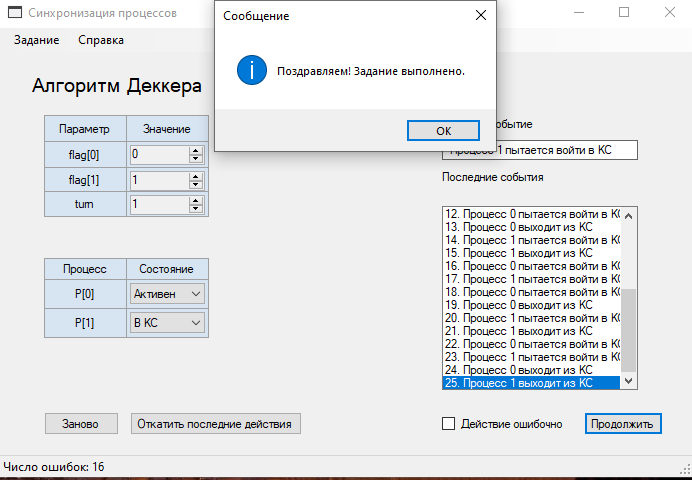 Синхронизация процессов
Сообщение
Задание Справка
Поздравляем! Задание выполнено.
ОК
Алгоритм Деккера
Параметр Значение
flag[0] 0
flag[1] 1
turn 1
Процесс 1 пытается войти в КС
Последние события
12. Процесс 0 пытается войти в КС
13. Процесс 0 выходит из КС
14. Процесс 1 пытается войти в КС
15. Процесс 1 выходит из КС
16. Процесс 0 пытается войти в КС
17. Процесс 1 пытается войти в КС
18. Процесс 0 пытается войти в КС
19. Процесс 0 выходит из КС
20. Процесс 1 пытается войти в КС
21. Процесс 1 выходит из КС
22. Процесс 0 пытается войти в КС
23. Процесс 1 пытается войти в КС
24. Процесс 0 выходит из КС
25. Процесс 1 выходит из КС
Процесс Состояние
P[0] Активен
P[1] В КС
Заново
Откатить последние действия
Действие ошибочно
Продолжить
Число ошибок: 16